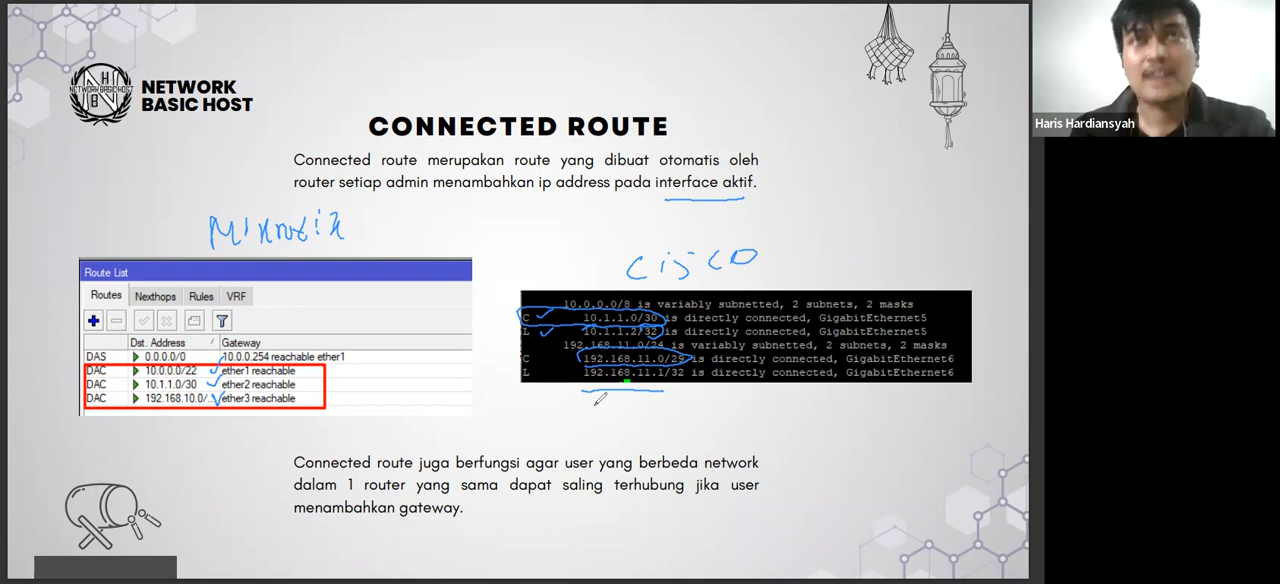 NETWORK
BASIC HOST
H
NETWORK BASIC HOST
B
CONNECTED ROUTE
Connected route merupakan route yang dibuat otomatis oleh
router setiap admin menambahkan ip address pada interface aktif.
Mikrotik
Cisco
Route List
Routes Nexthops Rules VRF
Dst. Address Gateway
DAS 0.0.0.0/0 10.0.0.254 reachable ether1
DAC 10.0.0.0/22 ether1 reachable
DAC 10.1.1.0/30 ether2 reachable
DAC 192.168.10.0/... ether3 reachable
10.0.0.0/8 is variably subnetted, 2 subnets, 2 masks
C 10.1.1.0/30 is directly connected, GigabitEthernet5
L 10.1.1.2/32 is directly connected, GigabitEthernet5
192.168.11.0/24 is variably subnetted, 2 subnets, 2 masks
C 192.168.11.0/29 is directly connected, GigabitEthernet6
L 192.168.11.1/32 is directly connected, GigabitEthernet6
Connected route juga berfungsi agar user yang berbeda network
dalam 1 router yang sama dapat saling terhubung jika user
menambahkan gateway.
Haris Hardiansyah